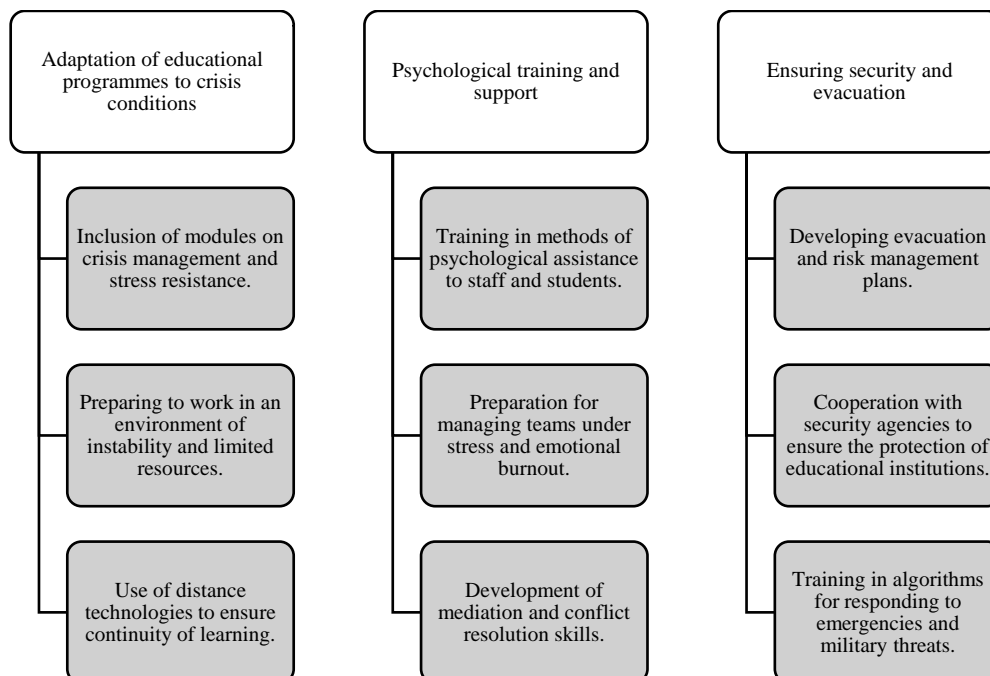 Adaptation of educational
programmes to crisis
conditions
Inclusion of modules on
crisis management and
stress resistance.
Preparing to work in an
environment of
instability and limited
resources.
Use of distance
technologies to ensure
continuity of learning.
Psychological training and
support
Training in methods of
psychological assistance
to staff and students.
Preparation for
managing teams under
stress and emotional
burnout.
Development of
mediation and conflict
resolution skills.
Ensuring security and
evacuation
Developing evacuation
and risk management
plans.
Cooperation with
security agencies to
ensure the protection of
educational institutions.
Training in algorithms
for responding to
emergencies and
military threats.